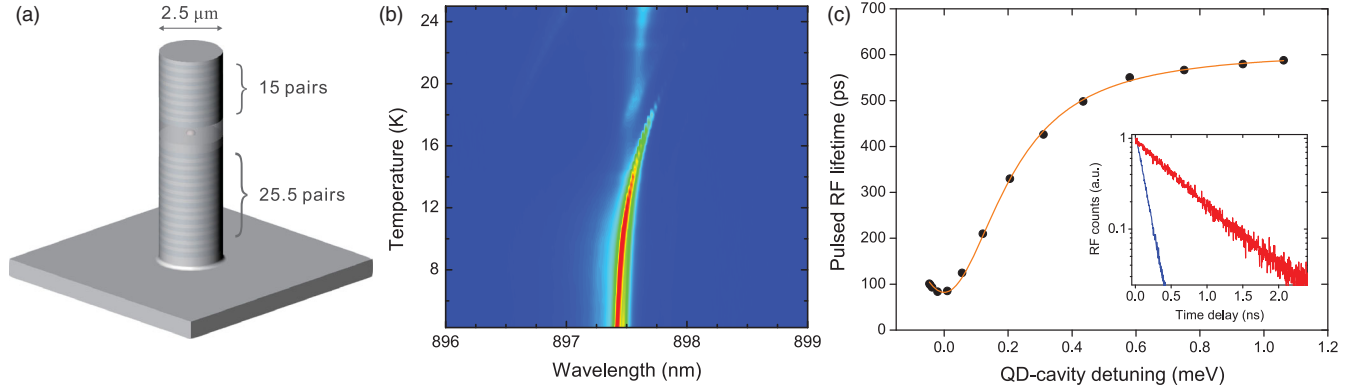 (a)
2.5 µm
15 pairs
25.5 pairs
(b)
Temperature (K)
24
20
16
12
8
896
897
898
899
Wavelength (nm)
(c)
Pulsed RF lifetime (ps)
700
600
500
400
300
200
100
0
0.0
0.2
0.4
0.6
0.8
1.0
1.2
QD-cavity detuning (meV)
RF counts (a.u,)
1
0.1
0.0
0.5
1.0
1.5
2.0
Time delay (ns)